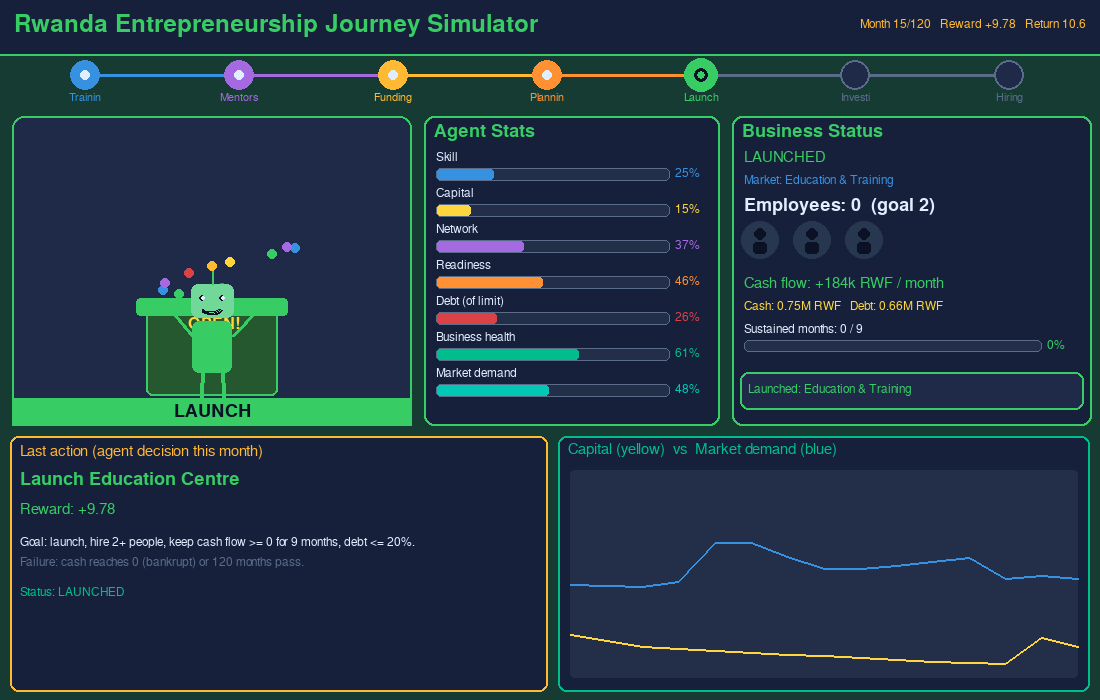 Rwanda Entrepreneurship Journey Simulator
Month 15/120 Reward +9.78 Return 10.6
Trainin
Mentors
Funding
Plannin
Launch
Investi
Hiring
OPEN!
LAUNCH
Agent Stats
Skill
25%
Capital
15%
Network
37%
Readiness
46%
Debt (of limit)
26%
Business health
61%
Market demand
48%
Business Status
LAUNCHED
Market: Education & Training
Employees: 0 (goal 2)
Cash flow: +184k RWF / month
Cash: 0.75M RWF Debt: 0.66M RWF
Sustained months: 0 / 9
0%
Launched: Education & Training
Last action (agent decision this month)
Launch Education Centre
Reward: +9.78
Goal: launch, hire 2+ people, keep cash flow >= 0 for 9 months, debt <= 20%.
Failure: cash reaches 0 (bankrupt) or 120 months pass.
Status: LAUNCHED
Capital (yellow) vs Market demand (blue)